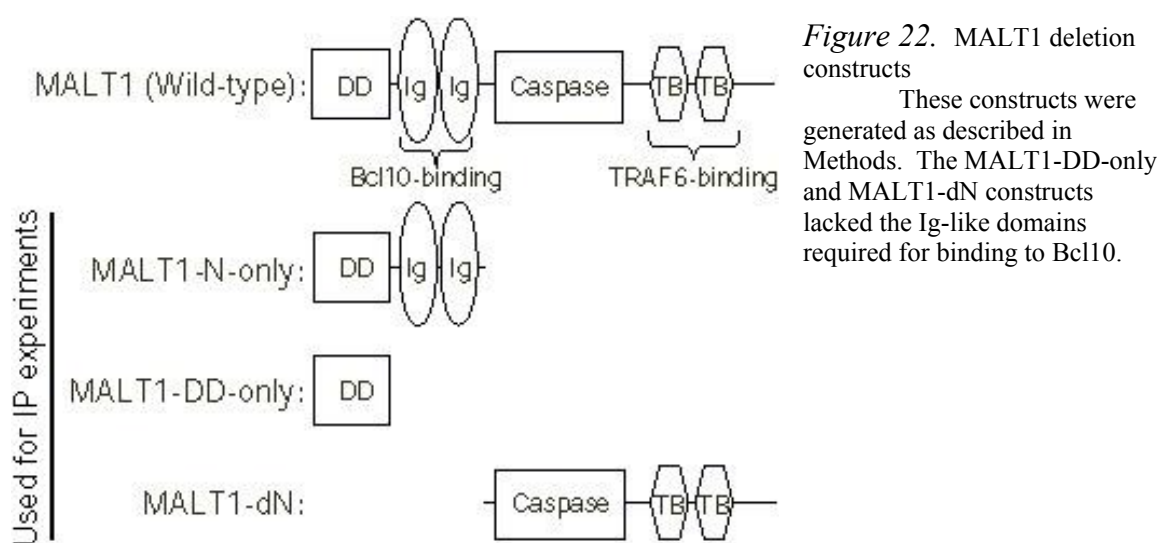 Figure 22. MALT1 deletion
constructs
These constructs were
generated as described in
Methods. The MALT1-DD-only
and MALT1-dN constructs
lacked the Ig-like domains
required for binding to Bcl10.
MALT1 (Wild-type): DD Ig Ig Caspase TB TB
Bcl10-binding TRAF6-binding
Used for IP experiments
MALT1-N-only: DD Ig Ig
MALT1-DD-only: DD
MALT1-dN: Caspase TB TB